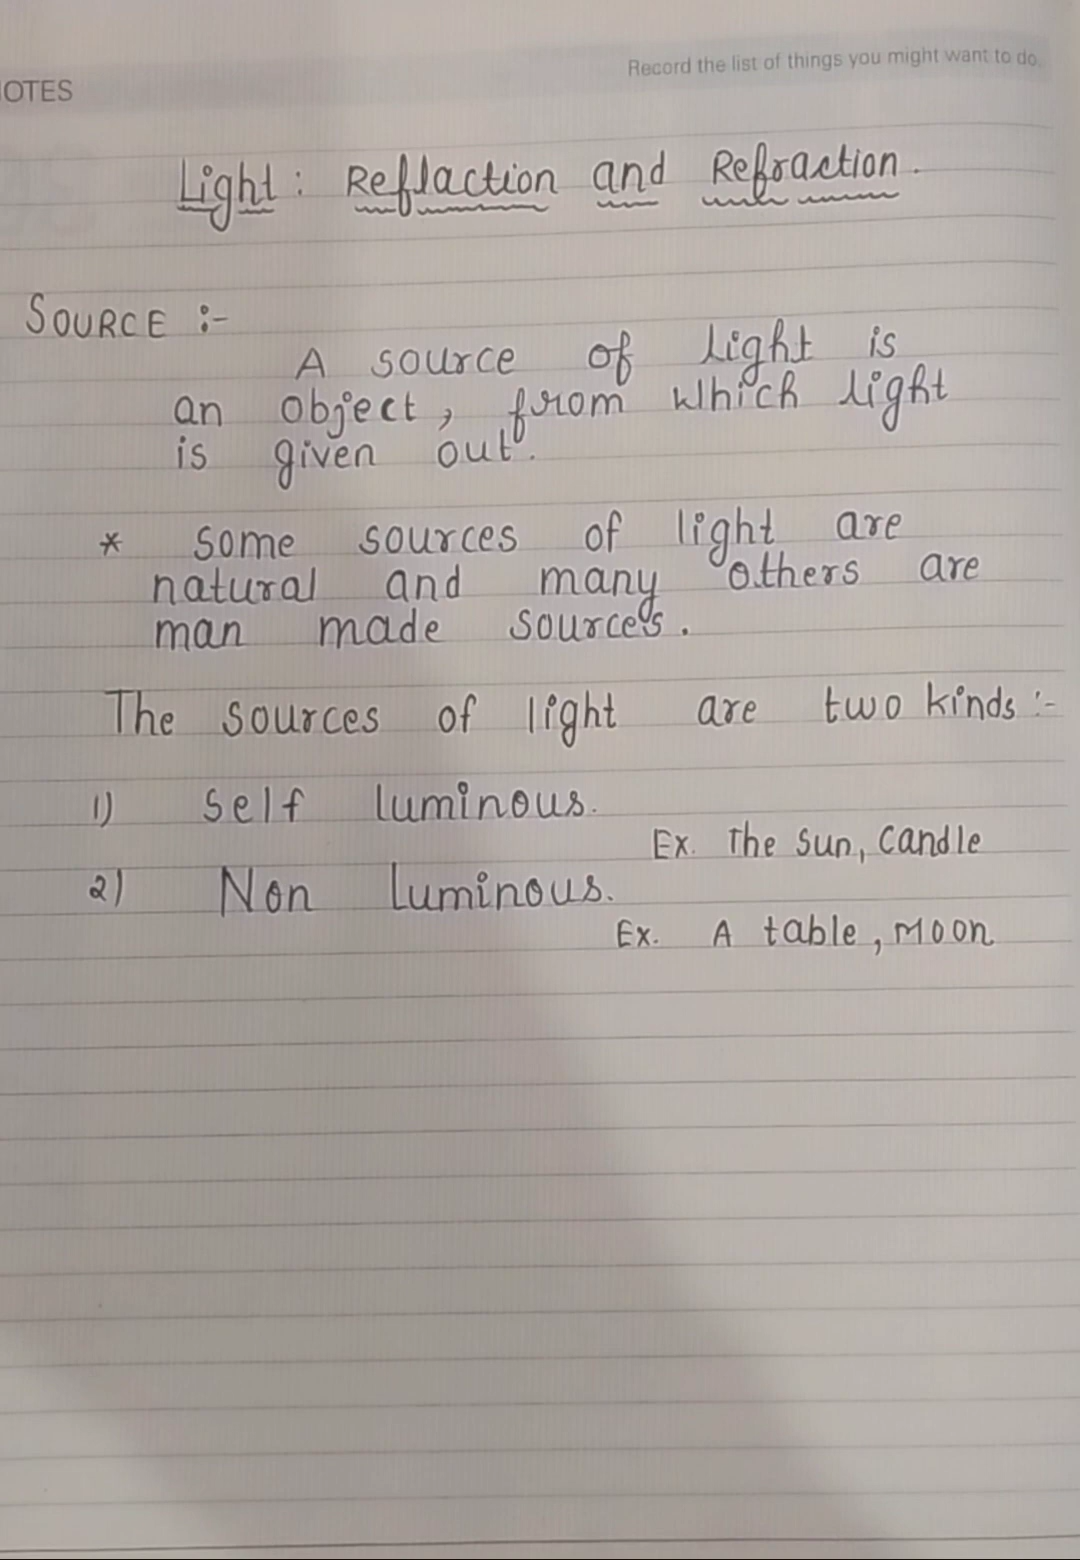 OTES
Record the list of things you might want to do.
Light : Reflaction and Refraction.
SOURCE :-
A source of light is
an object, from which light
is given out.
* Some sources of light are
natural and many others are
man made sources.
The sources of light are two kinds :-
1) Self luminous.
Ex. The Sun, Candle
2) Non Luminous.
Ex. A table, Moon